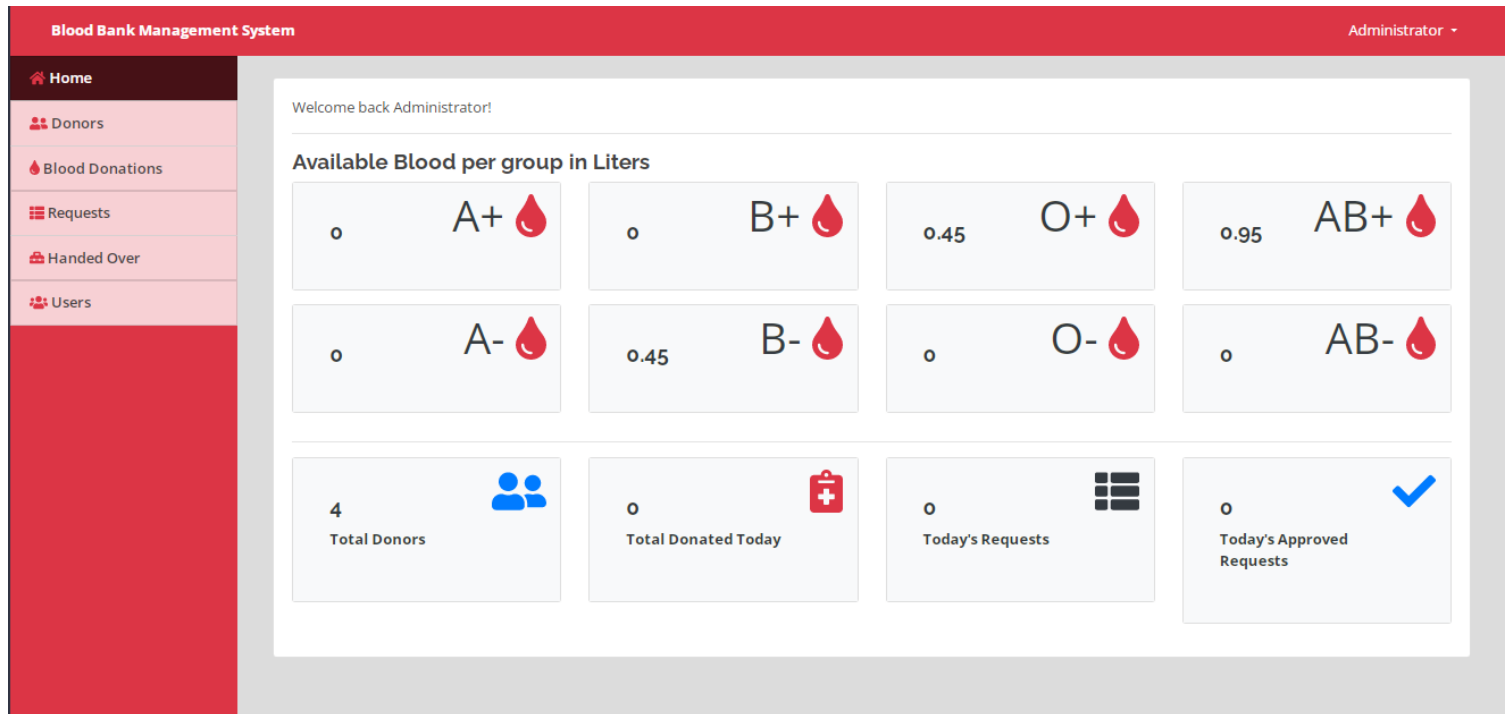 Blood Bank Management System
Administrator
Home
Donors
Blood Donations
Requests
Handed Over
Users
Welcome back Administrator!
Available Blood per group in Liters
0 A+
0 B+
0.45 O+
0.95 AB+
0 A-
0.45 B-
0 O-
0 AB-
4
Total Donors
0
Total Donated Today
0
Today's Requests
0
Today's Approved
Requests